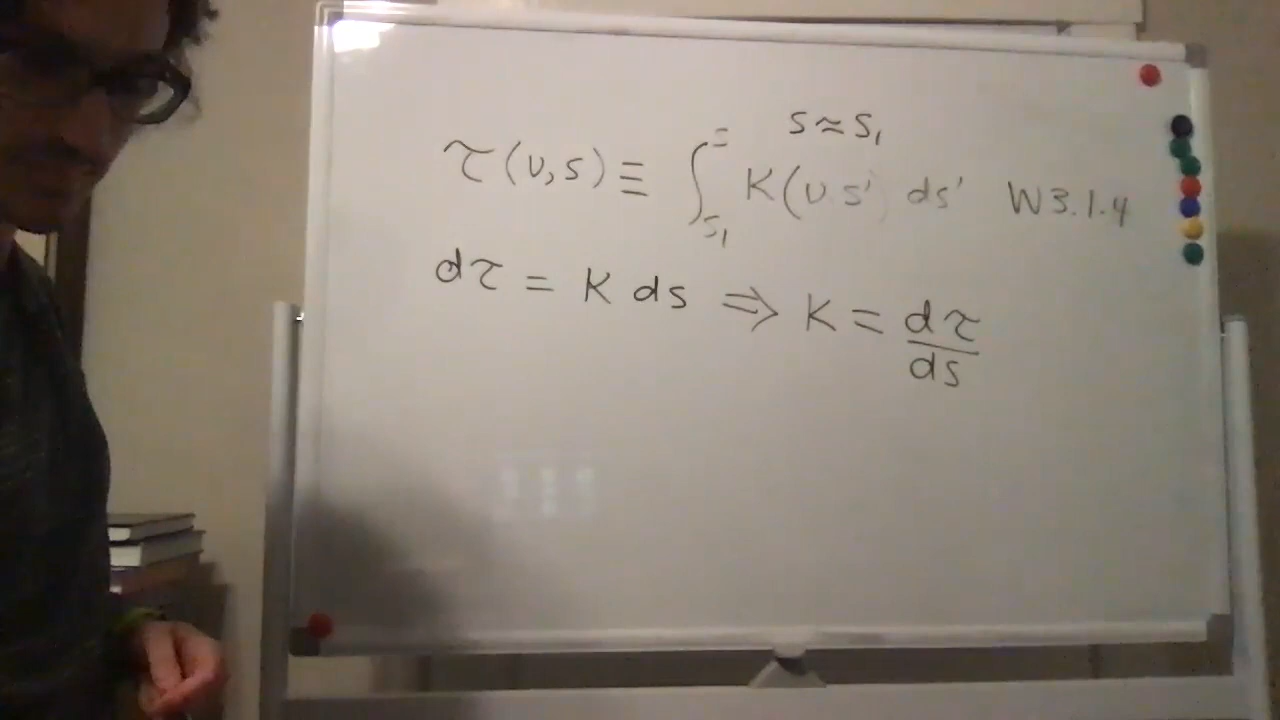 s ≈ s₁
τ(ν,s) ≡ ∫_{s₁}^{s} K(ν s') ds' W3.1.4
dτ = K ds ⇒ K = dτ/ds